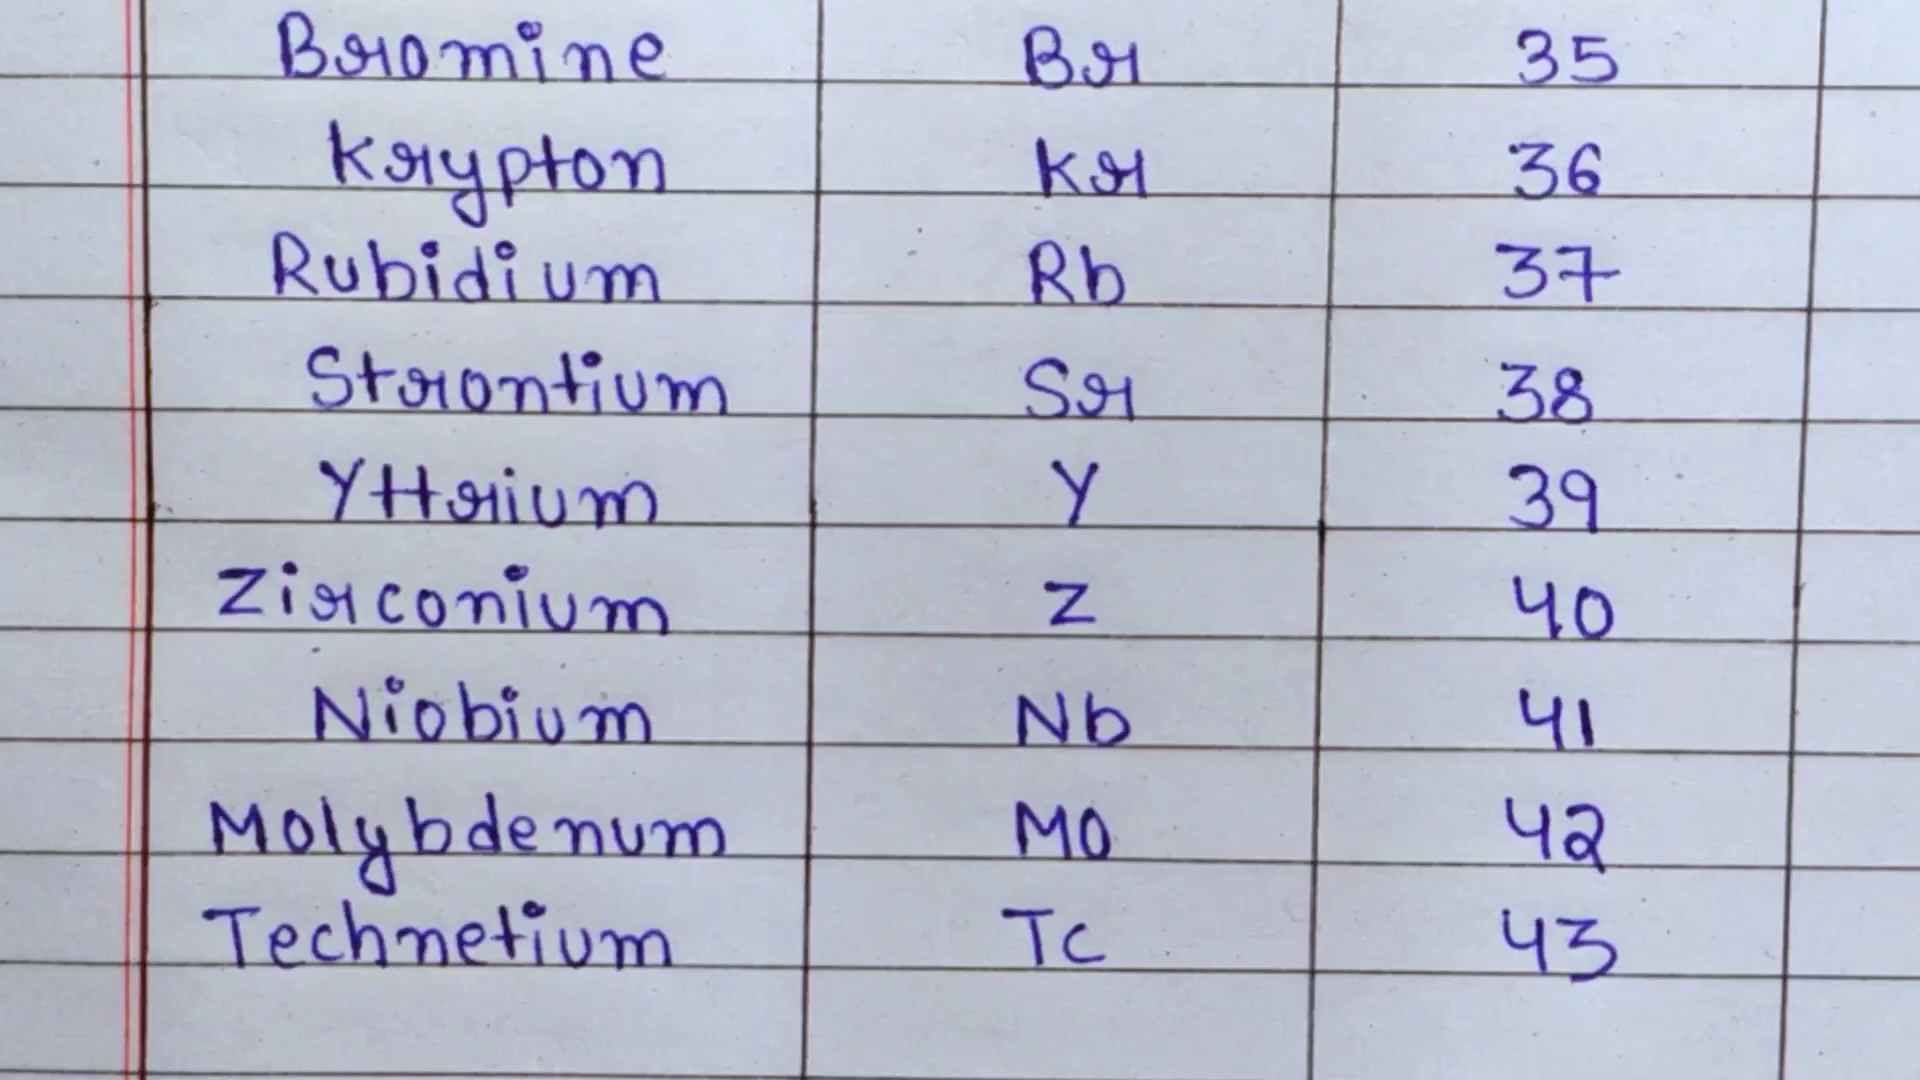 Bromine Br 35
Krypton Kr 36
Rubidium Rb 37
Strontium Sr 38
Yttrium Y 39
Zirconium Z 40
Niobium Nb 41
Molybdenum MO 42
Technetium Tc 43